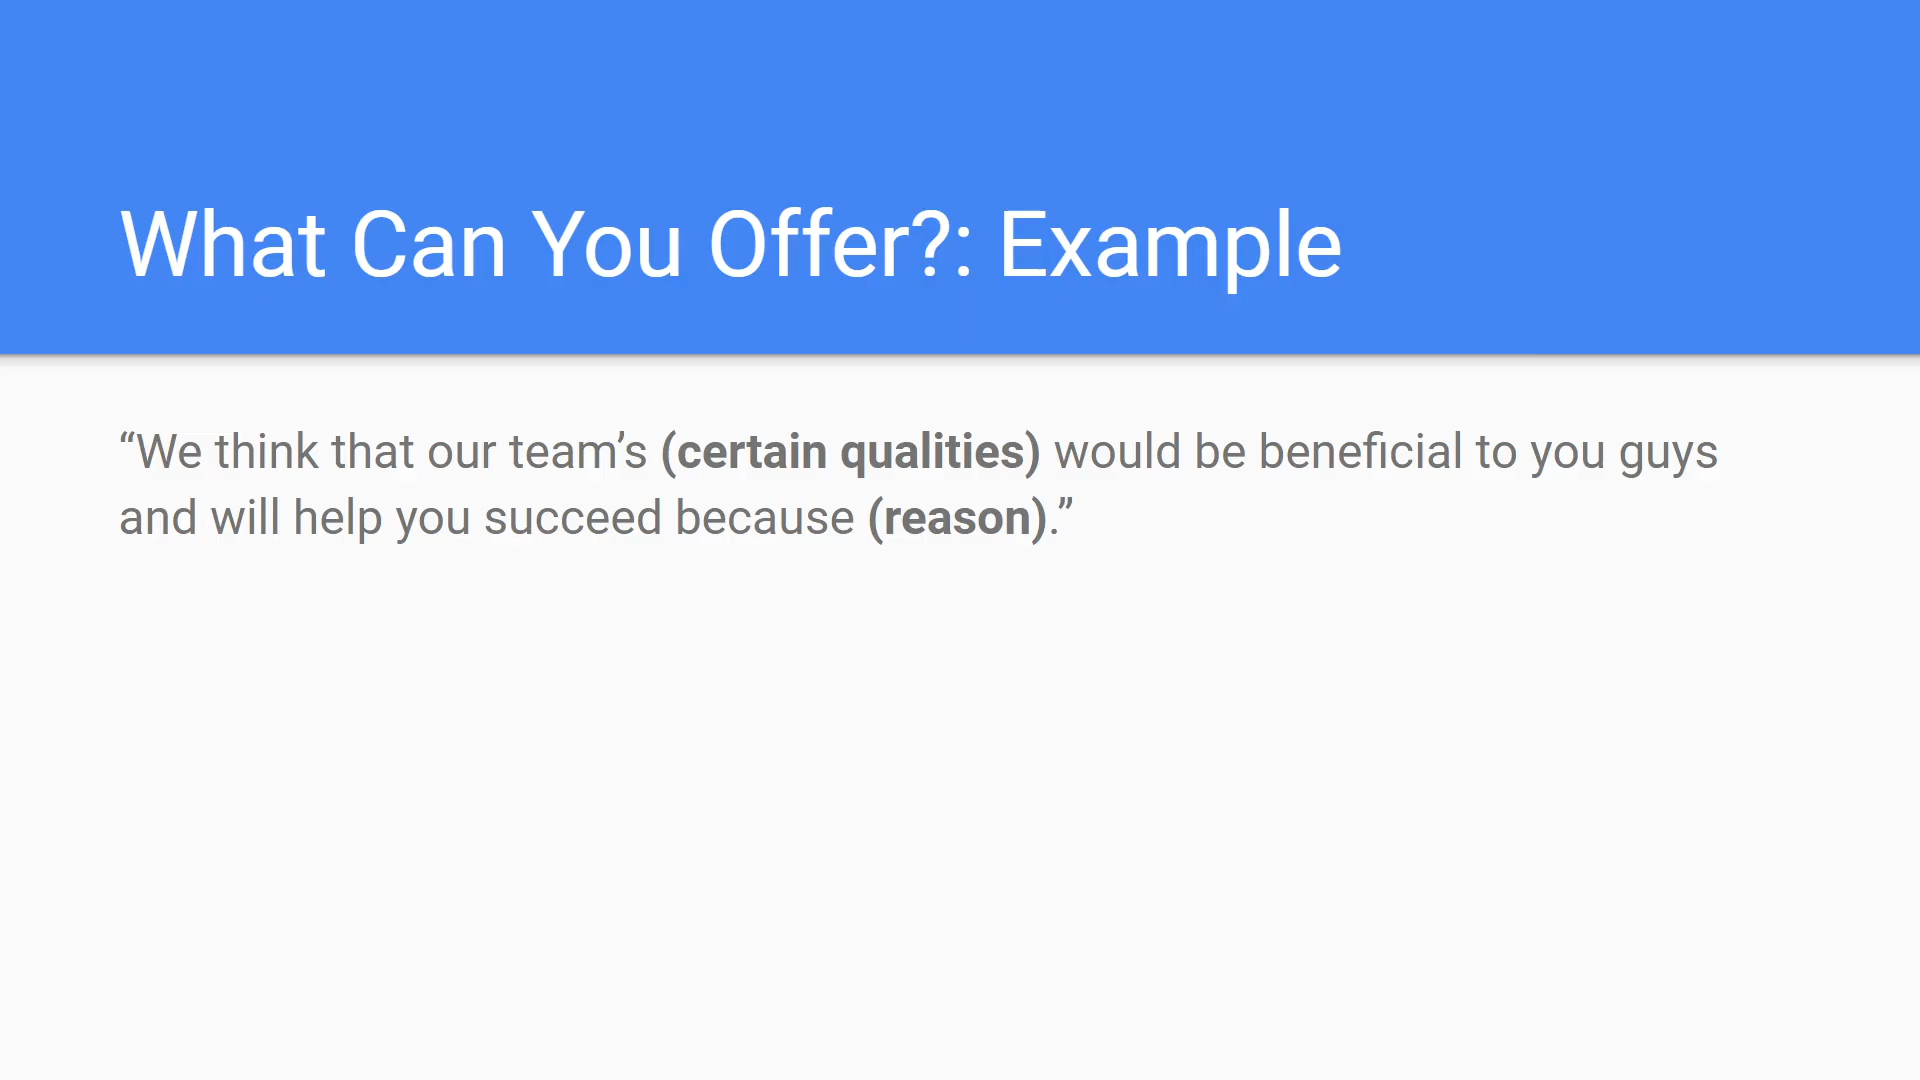 What Can You Offer?: Example
“We think that our team’s (certain qualities) would be beneficial to you guys
and will help you succeed because (reason).”